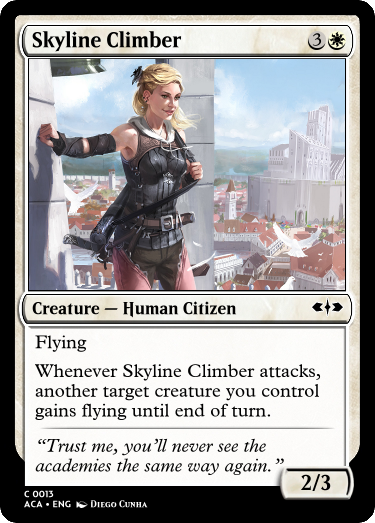 Skyline Climber 3
Creature — Human Citizen
Flying
Whenever Skyline Climber attacks,
another target creature you control
gains flying until end of turn.
“Trust me, you’ll never see the
academies the same way again.”
2/3
C 0013
ACA • ENG Diego Cunha